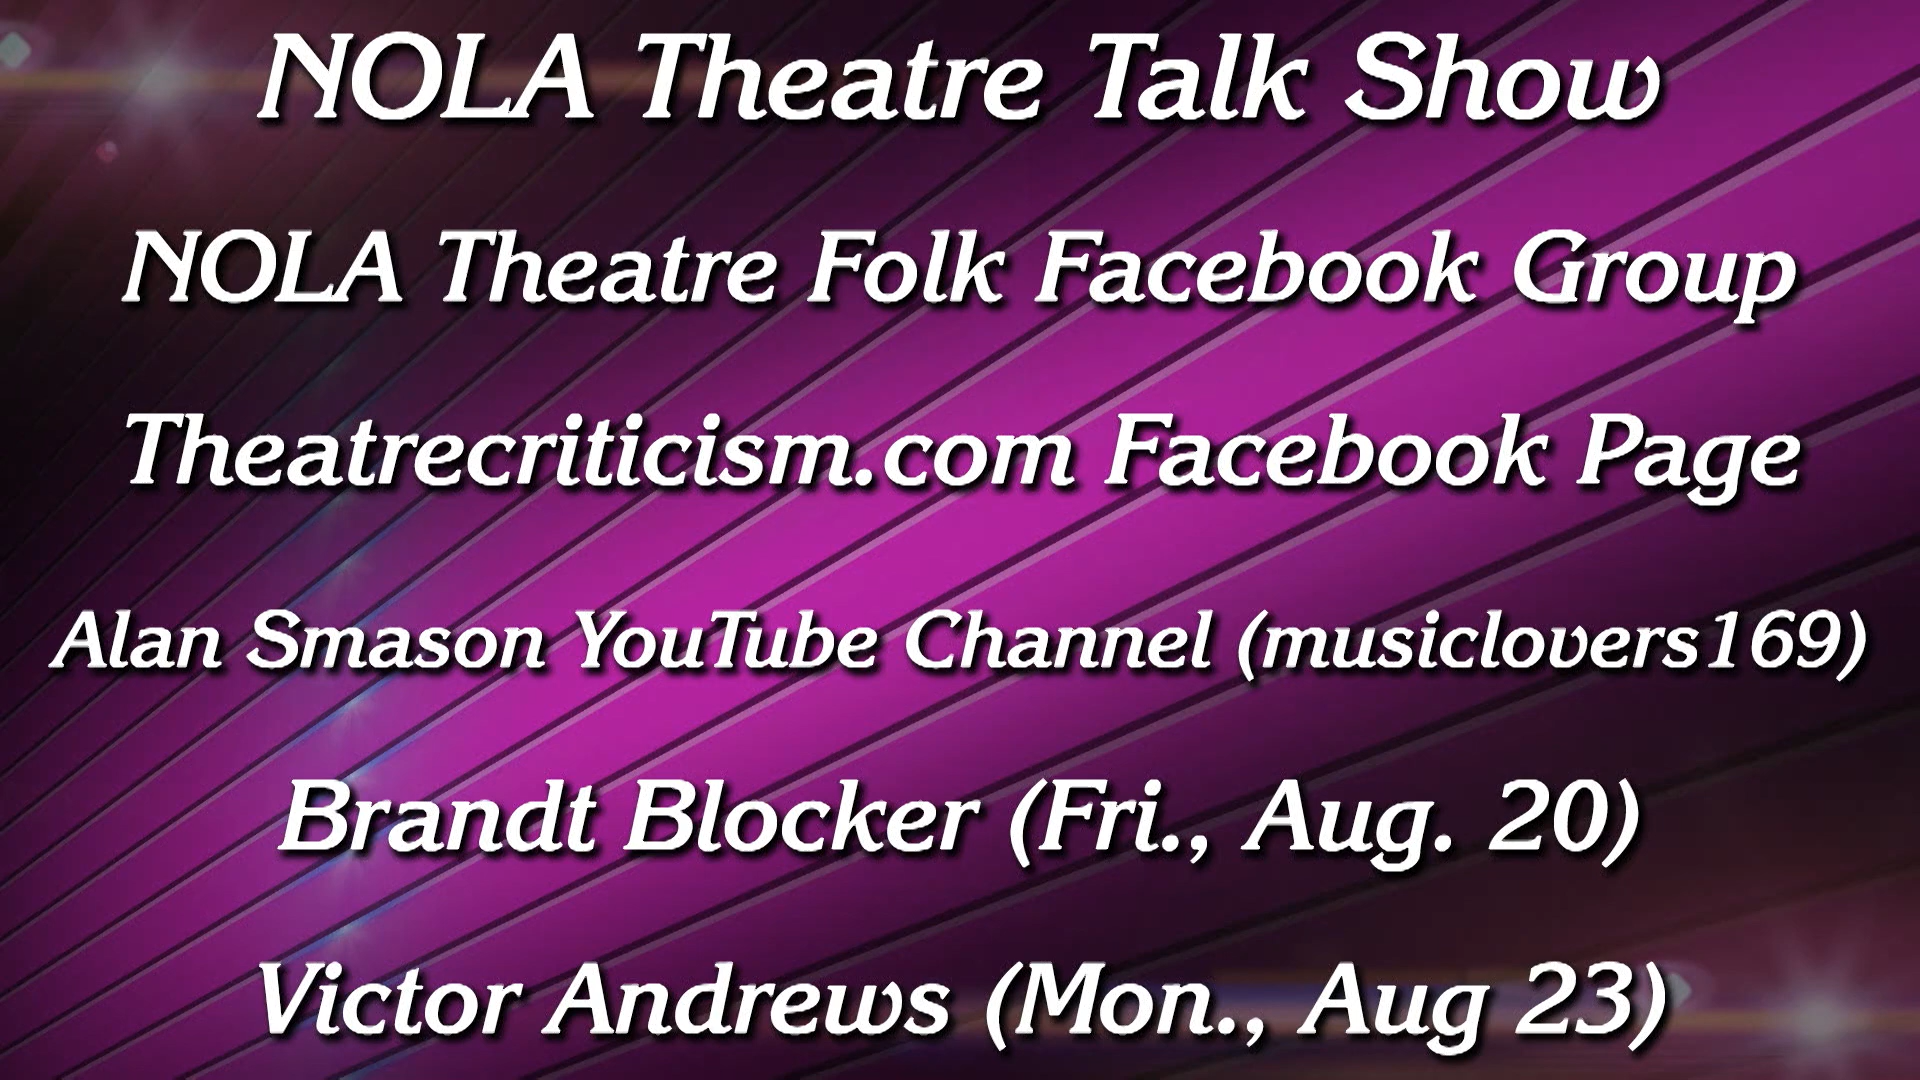 NOLA Theatre Talk Show
NOLA Theatre Folk Facebook Group
Theatrecriticism.com Facebook Page
Alan Smason YouTube Channel (musiclovers169)
Brandt Blocker (Fri., Aug. 20)
Victor Andrews (Mon., Aug 23)